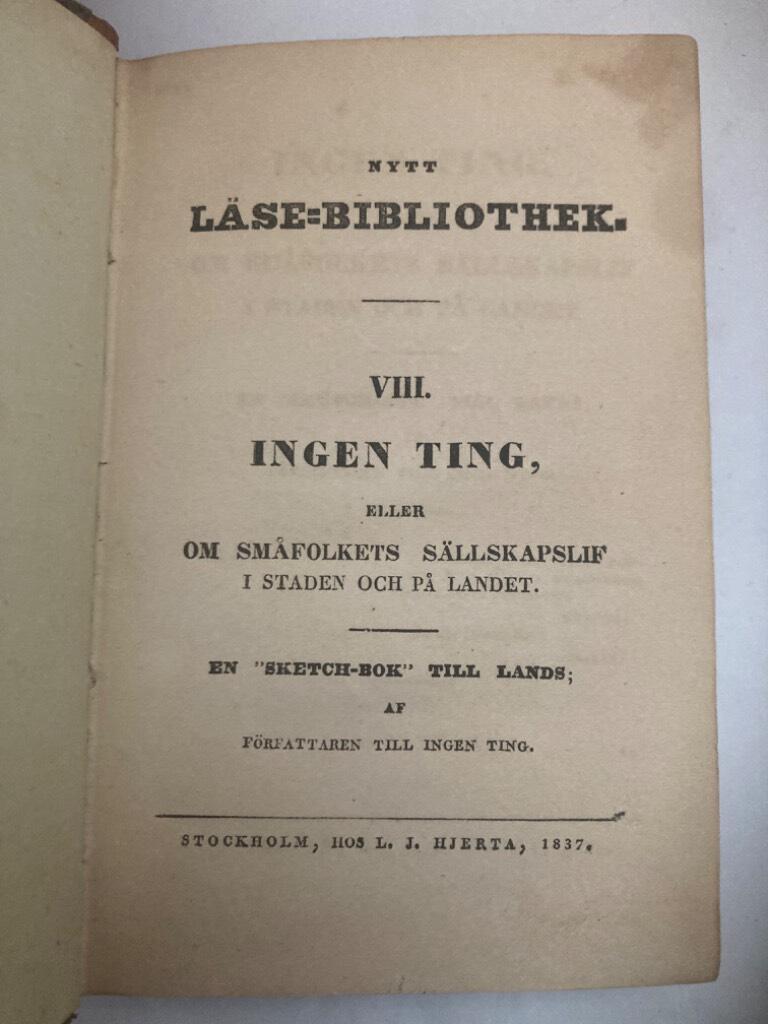 NYTT
LÄSE=BIBLIOTHEK.
VIII.
INGEN TING,
ELLER
OM SMÅFOLKETS SÄLLSKAPSLIF
I STADEN OCH PÅ LANDET.
EN "SKETCH-BOK" TILL LANDS;
AF
FÖRFATTAREN TILL INGEN TING.
STOCKHOLM, HOS L. J. HJERTA, 1837.